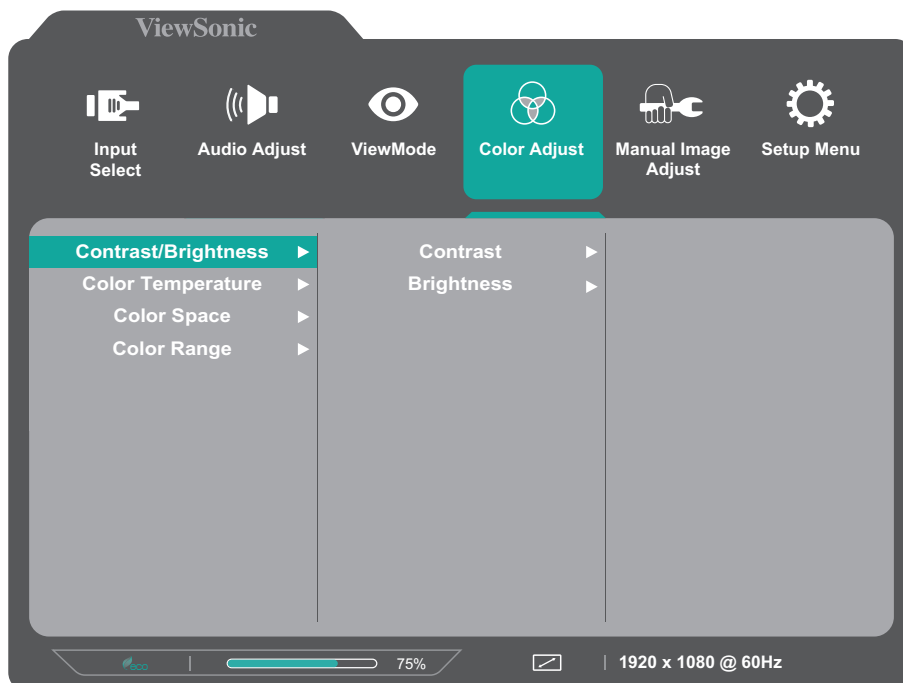 ViewSonic
Input
Select
Audio Adjust
ViewMode
Color Adjust
Manual Image
Adjust
Setup Menu
Contrast/Brightness
Color Temperature
Color Space
Color Range
Contrast
Brightness
eco
75%
1920 x 1080 @ 60Hz